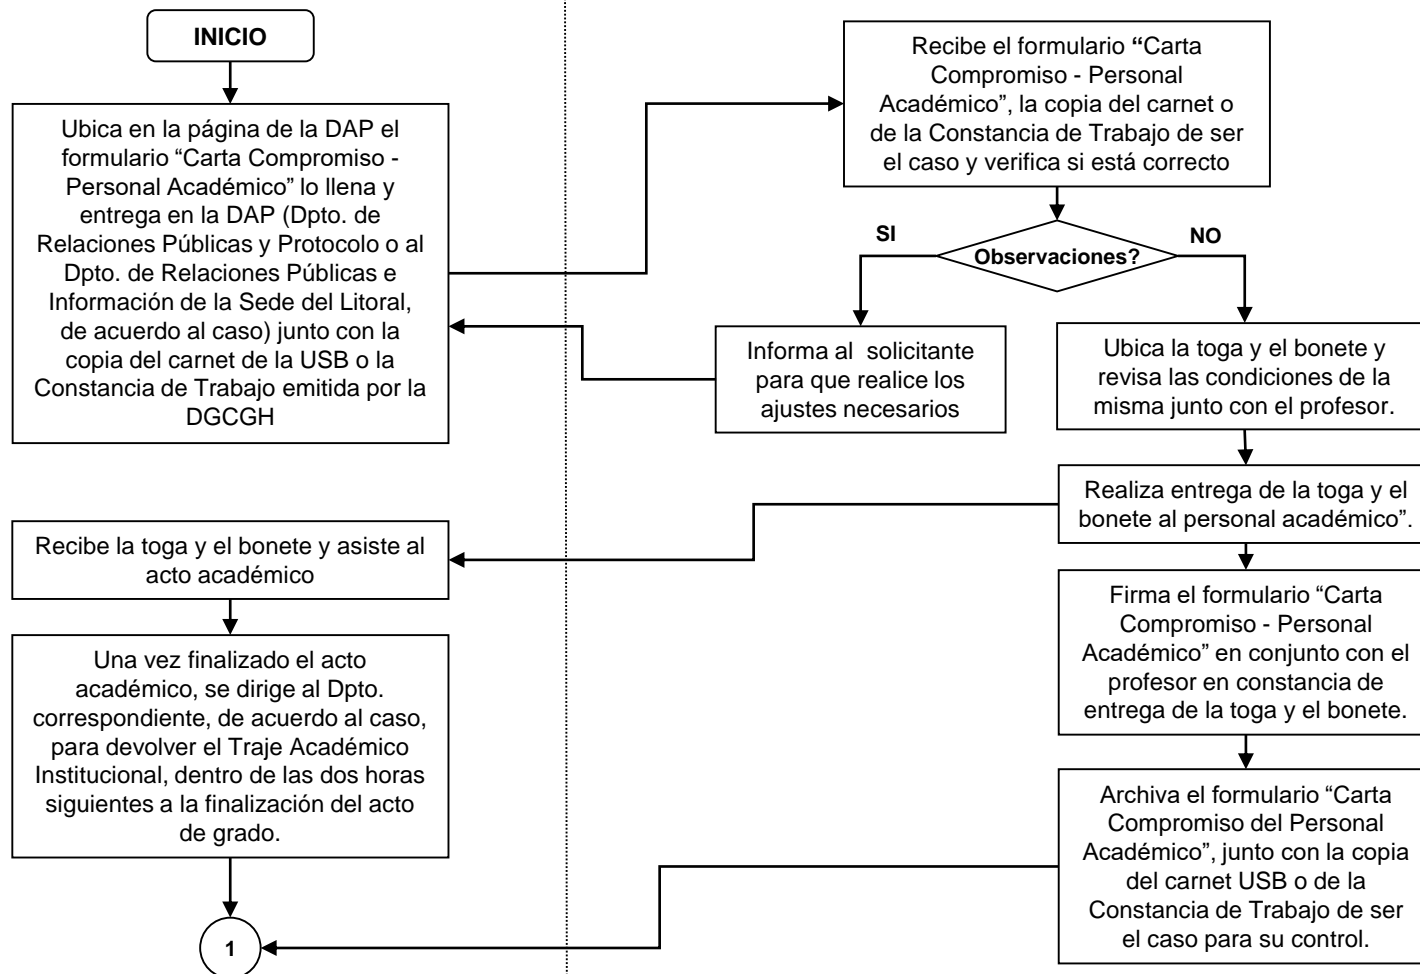 INICIO
Ubica en la página de la DAP el
formulario “Carta Compromiso -
Personal Académico” lo llena y
entrega en la DAP (Dpto. de
Relaciones Públicas y Protocolo o al
Dpto. de Relaciones Públicas e
Información de la Sede del Litoral,
de acuerdo al caso) junto con la
copia del carnet de la USB o la
Constancia de Trabajo emitida por la
DGCGH
Recibe el formulario “Carta
Compromiso - Personal
Académico”, la copia del carnet o
de la Constancia de Trabajo de ser
el caso y verifica si está correcto
Observaciones?
SI
NO
Informa al solicitante
para que realice los
ajustes necesarios
Ubica la toga y el bonete y
revisa las condiciones de la
misma junto con el profesor.
Realiza entrega de la toga y el
bonete al personal académico”.
Recibe la toga y el bonete y asiste al
acto académico
Firma el formulario “Carta
Compromiso - Personal
Académico” en conjunto con el
profesor en constancia de
entrega de la toga y el bonete.
Una vez finalizado el acto
académico, se dirige al Dpto.
correspondiente, de acuerdo al caso,
para devolver el Traje Académico
Institucional, dentro de las dos horas
siguientes a la finalización del acto
de grado.
Archiva el formulario “Carta
Compromiso del Personal
Académico”, junto con la copia
del carnet USB o de la
Constancia de Trabajo de ser
el caso para su control.
1